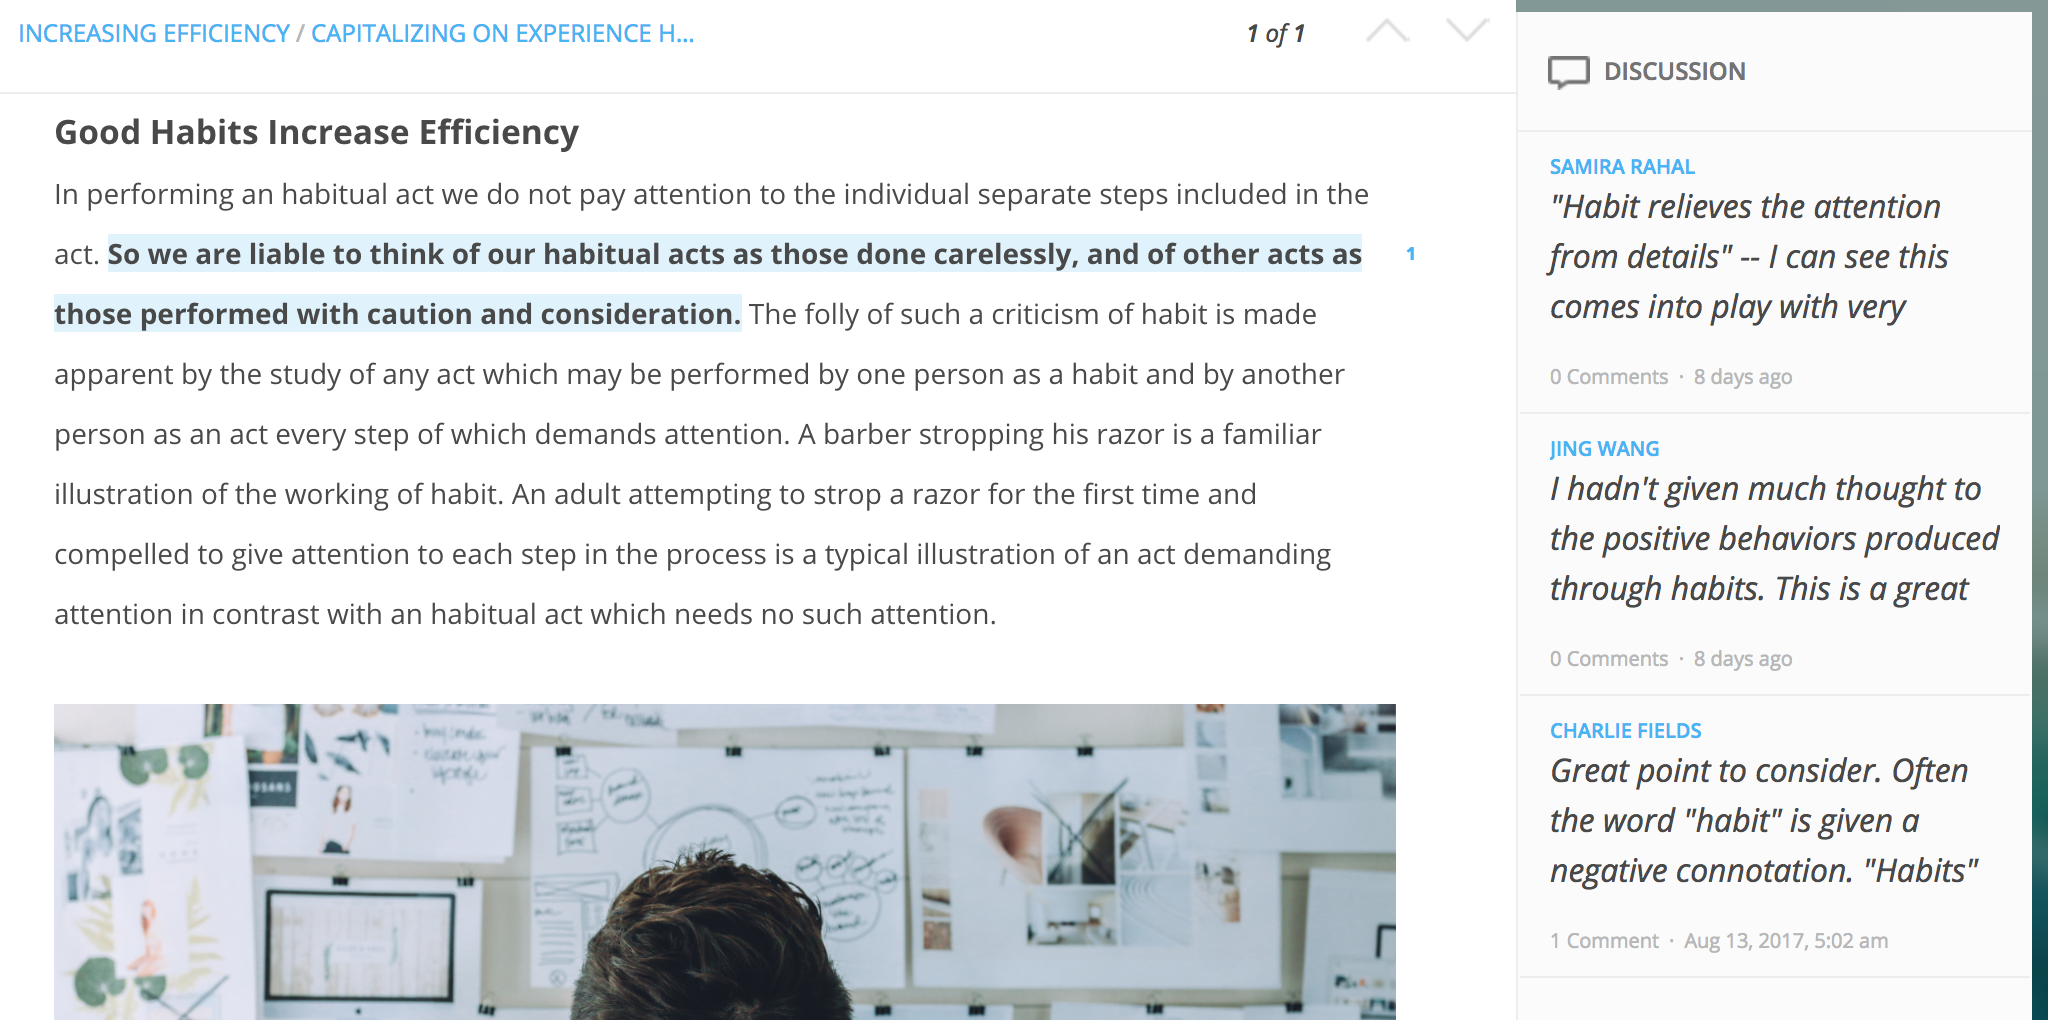 INCREASING EFFICIENCY / CAPITALIZING ON EXPERIENCE H...
1 of 1
Good Habits Increase Efficiency
In performing an habitual act we do not pay attention to the individual separate steps included in the
act. So we are liable to think of our habitual acts as those done carelessly, and of other acts as
1
those performed with caution and consideration. The folly of such a criticism of habit is made
apparent by the study of any act which may be performed by one person as a habit and by another
person as an act every step of which demands attention. A barber stropping his razor is a familiar
illustration of the working of habit. An adult attempting to strop a razor for the first time and
compelled to give attention to each step in the process is a typical illustration of an act demanding
attention in contrast with an habitual act which needs no such attention.
DISCUSSION
SAMIRA RAHAL
"Habit relieves the attention
from details" -- I can see this
comes into play with very
0 Comments · 8 days ago
JING WANG
I hadn't given much thought to
the positive behaviors produced
through habits. This is a great
0 Comments · 8 days ago
CHARLIE FIELDS
Great point to consider. Often
the word "habit" is given a
negative connotation. "Habits"
1 Comment · Aug 13, 2017, 5:02 am